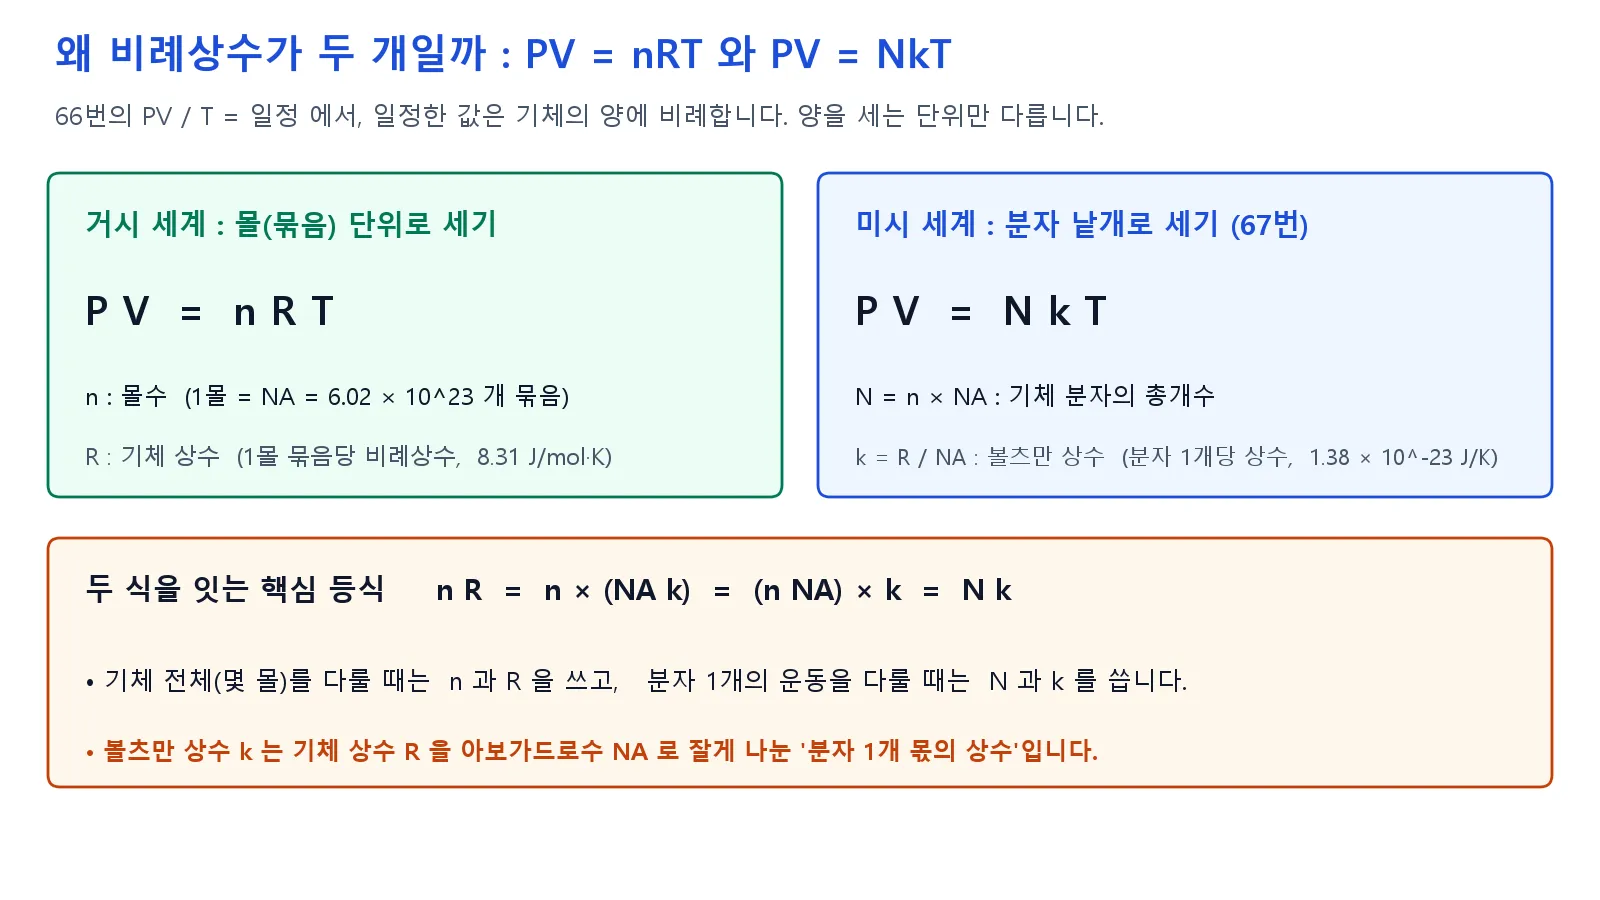 왜 비례상수가 두 개일까 : PV = nRT 와 PV = NkT
66번의 PV / T = 일정 에서, 일정한 값은 기체의 양에 비례합니다. 양을 세는 단위만 다릅니다.
거시 세계 : 몰(묶음) 단위로 세기
P V = n R T
n : 몰수 (1몰 = NA = 6.02 × 10^23 개 묶음)
R : 기체 상수 (1몰 묶음당 비례상수, 8.31 J/mol·K)
미시 세계 : 분자 낱개로 세기 (67번)
P V = N k T
N = n × NA : 기체 분자의 총개수
k = R / NA : 볼츠만 상수 (분자 1개당 상수, 1.38 × 10^-23 J/K)
두 식을 잇는 핵심 등식 n R = n × (NA k) = (n NA) × k = N k
• 기체 전체(몇 몰)를 다룰 때는 n 과 R 을 쓰고, 분자 1개의 운동을 다룰 때는 N 과 k 를 씁니다.
• 볼츠만 상수 k 는 기체 상수 R 을 아보가드로수 NA 로 잘게 나눈 '분자 1개 몫의 상수'입니다.